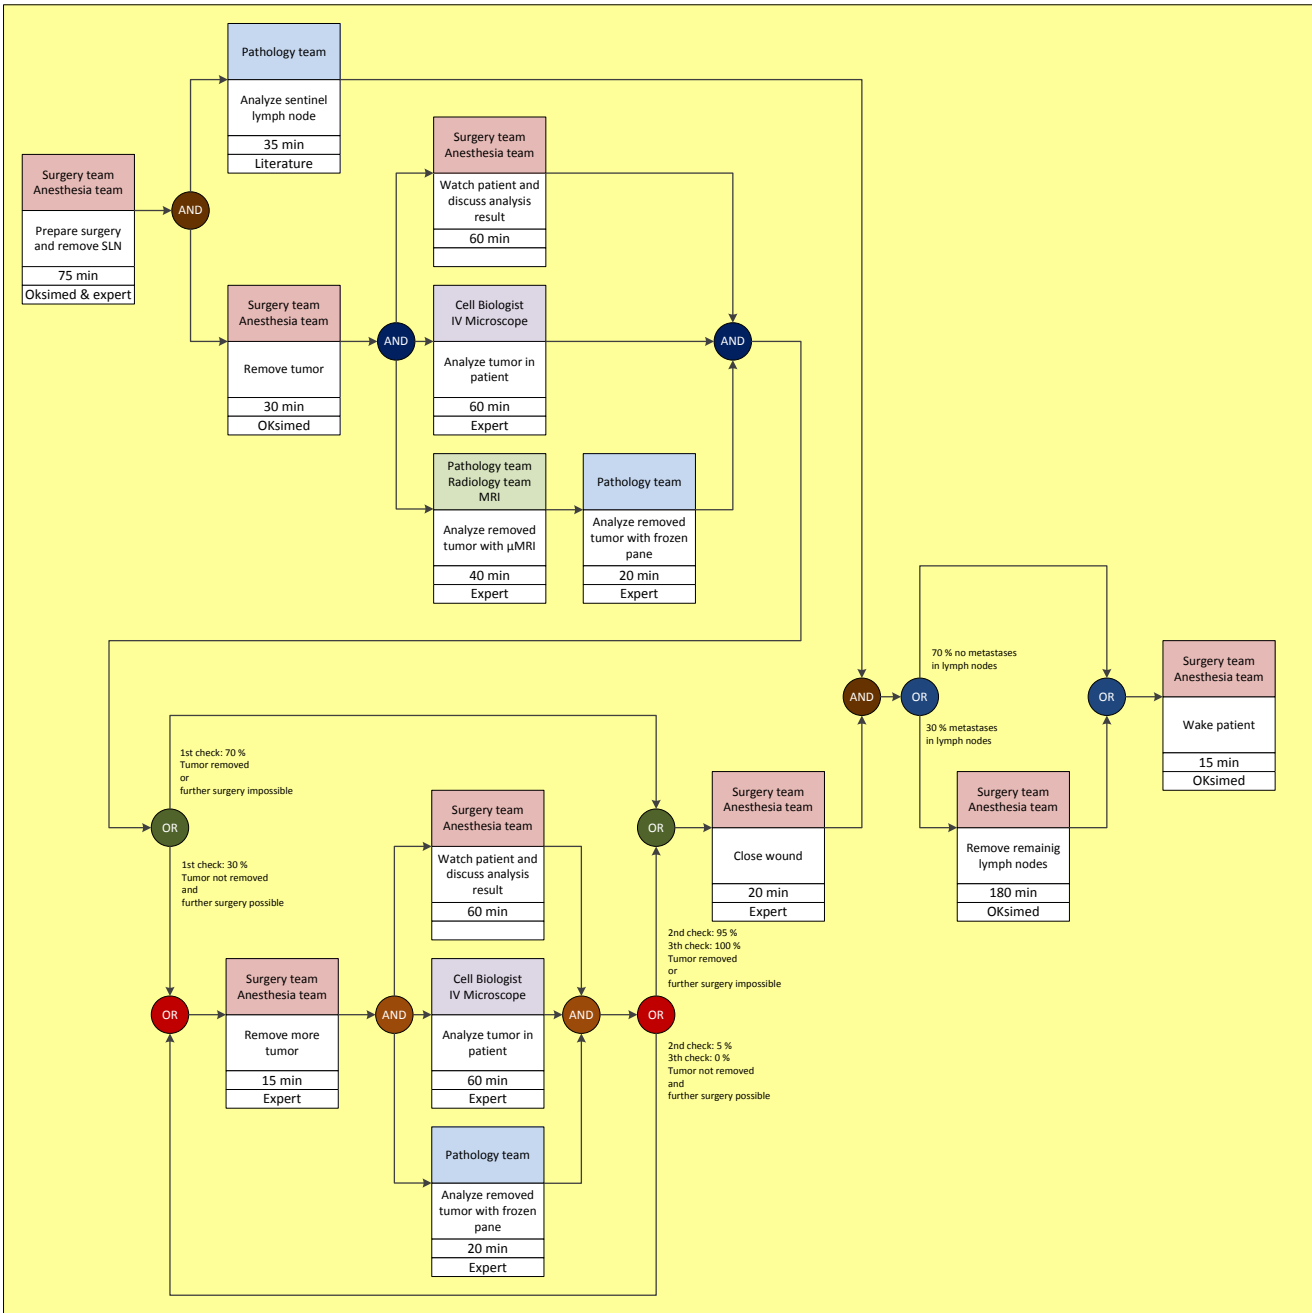 Pathology team
Analyze sentinel
lymph node
35 min
Literature
Surgery team
Anesthesia team
Prepare surgery
and remove SLN
75 min
Oksimed & expert
AND
Surgery team
Anesthesia team
Watch patient and
discuss analysis
result
60 min
Surgery team
Anesthesia team
Remove tumor
30 min
OKsimed
AND
Cell Biologist
IV Microscope
Analyze tumor in
patient
60 min
Expert
AND
Pathology team
Radiology team
MRI
Analyze removed
tumor with µMRI
40 min
Expert
Pathology team
Analyze removed
tumor with frozen
pane
20 min
Expert
1st check: 70 %
Tumor removed
or
further surgery impossible
OR
1st check: 30 %
Tumor not removed
and
further surgery possible
OR
Surgery team
Anesthesia team
Remove more
tumor
15 min
Expert
AND
Surgery team
Anesthesia team
Watch patient and
discuss analysis
result
60 min
Cell Biologist
IV Microscope
Analyze tumor in
patient
60 min
Expert
Pathology team
Analyze removed
tumor with frozen
pane
20 min
Expert
AND
OR
2nd check: 95 %
3th check: 100 %
Tumor removed
or
further surgery impossible
2nd check: 5 %
3th check: 0 %
Tumor not removed
and
further surgery possible
OR
Surgery team
Anesthesia team
Close wound
20 min
Expert
AND
OR
70 % no metastases
in lymph nodes
30 % metastases
in lymph nodes
Surgery team
Anesthesia team
Remove remainig
lymph nodes
180 min
OKsimed
OR
Surgery team
Anesthesia team
Wake patient
15 min
OKsimed